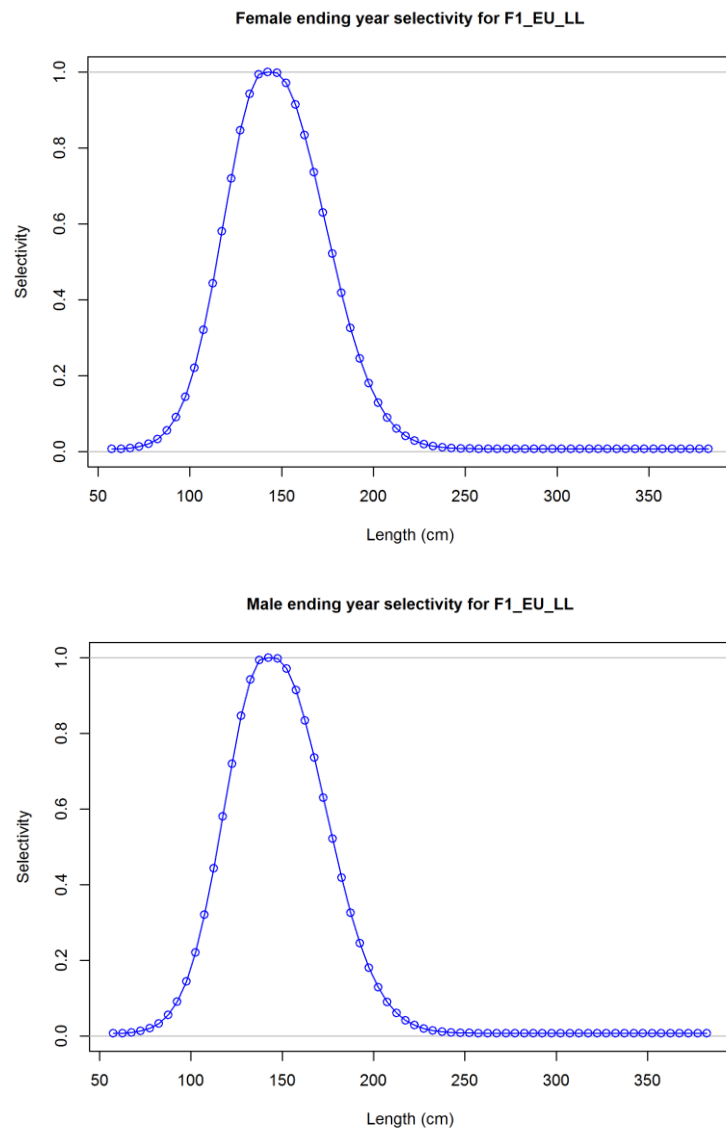 Female ending year selectivity for F1_EU_LL
1.0
0.8
0.6
0.4
0.2
0.0
Selectivity
50 100 150 200 250 300 350
Length (cm)
Male ending year selectivity for F1_EU_LL
1.0
0.8
0.6
0.4
0.2
0.0
Selectivity
50 100 150 200 250 300 350
Length (cm)